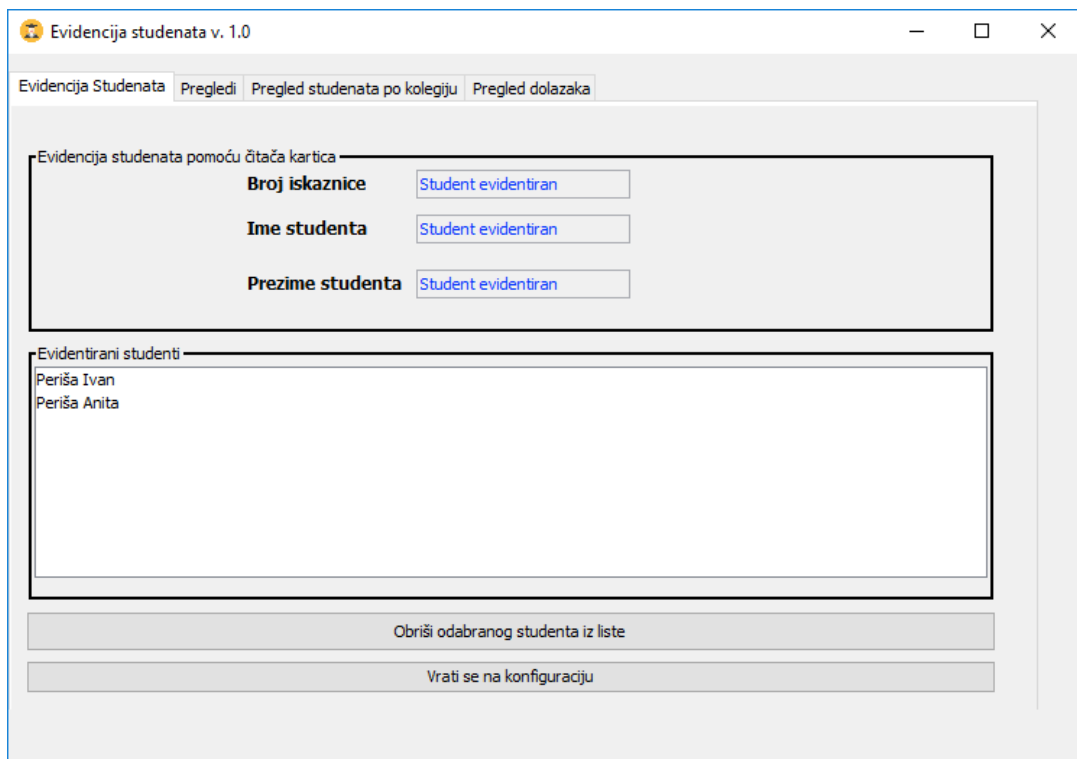 Evidencija studenata v. 1.0
Evidencija Studenata Pregledi Pregled studenata po kolegiju Pregled dolazaka
Evidencija studenata pomoću čitača kartica
Broj iskaznice Student evidentiran
Ime studenta Student evidentiran
Prezime studenta Student evidentiran
Evidentirani studenti
Periša Ivan
Periša Anita
Obriši odabranog studenta iz liste
Vrati se na konfiguraciju